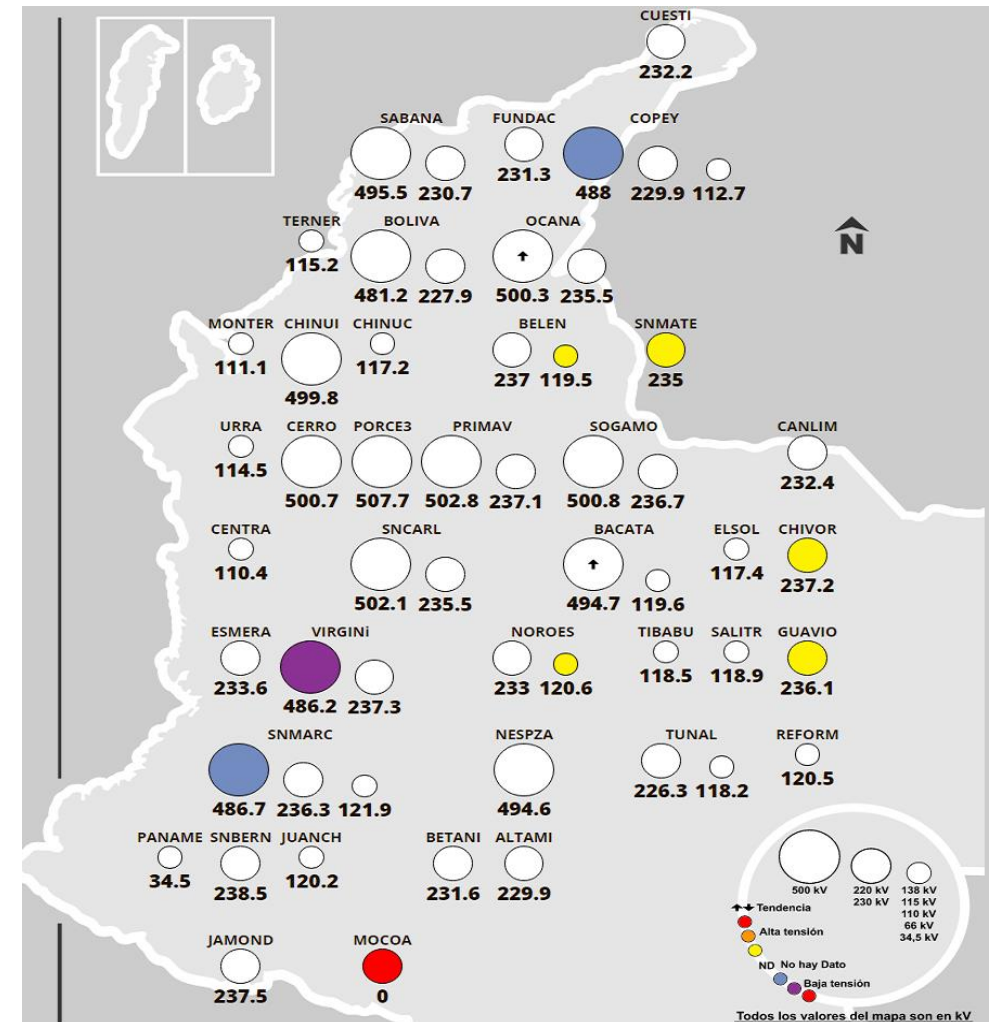 CUESTI
232.2
SABANA FUNDAC COPEY
231.3
495.5 230.7 488 229.9 112.7
TERNER BOLIVA OCANA
N
115.2
481.2 227.9 500.3 235.5
MONTER CHINUI CHINUC BELEN SNMATE
111.1 117.2
237 119.5 235
499.8
URRA CERRO PORCE3 PRIMAV SOGAMO CANLIM
114.5
232.4
500.7 507.7 502.8 237.1 500.8 236.7
CENTRA SNCARL BACATA ELSOL CHIVOR
110.4 117.4
237.2
502.1 235.5 494.7 119.6
ESMERA VIRGINi NOROES TIBABU SALITR GUAVIO
118.5 118.9
233.6 233 120.6 236.1
486.2 237.3
SNMARC NESPZA TUNAL REFORM
120.5
226.3 118.2
486.7 236.3 121.9 494.6
PANAME SNBERN JUANCH BETANI ALTAMI
34.5 120.2
238.5 231.6 229.9
500 kV 220 kV 138 kV
230 kV 115 kV
110 kV
66 kV
34,5 kV
Tendencia
Alta tensión
ND No hay Dato
Baja tensión
JAMOND MOCOA
237.5 0
Todos los valores del mapa son en kV